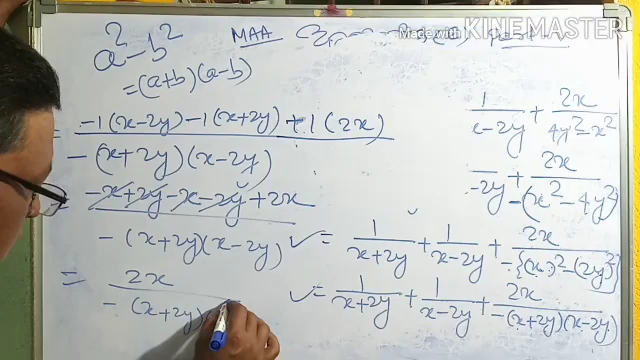 a² - b²
= (a+b)(a-b)
MAA
Made with KINEMASTER
= -1(x-2y) -1(x+2y) +1(2x) / -(x+2y)(x-2y)
= -x+2y-x-2y+2x / -(x+2y)(x-2y)
= 2x / -(x+2y)
1/x-2y + 2x/4y²-x²
/-2y + 2x/-(x²-4y²)
✓= 1/x+2y + 1/x-2y + 2x/-{(x)²-(2y)²}
✓= 1/x+2y + 1/x-2y + 2x/-(x+2y)(x-2y)